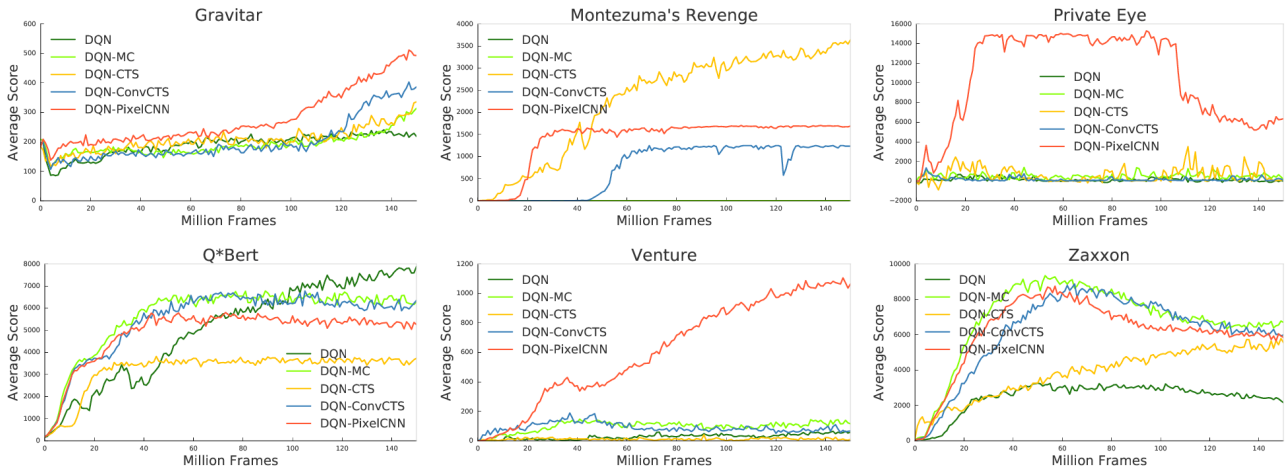 Gravitar
Average Score
600
500
400
300
200
100
0
DQN
DQN-MC
DQN-CTS
DQN-ConvCTS
DQN-PixelCNN
0 20 40 60 80 100 120 140
Million Frames
Montezuma's Revenge
Average Score
4000
3500
3000
2500
2000
1500
1000
500
0
DQN
DQN-MC
DQN-CTS
DQN-ConvCTS
DQN-PixelCNN
0 20 40 60 80 100 120 140
Million Frames
Private Eye
Average Score
16000
14000
12000
10000
8000
6000
4000
2000
0
−2000
DQN
DQN-MC
DQN-CTS
DQN-ConvCTS
DQN-PixelCNN
0 20 40 60 80 100 120 140
Million Frames
Q*Bert
Average Score
8000
7000
6000
5000
4000
3000
2000
1000
0
DQN
DQN-MC
DQN-CTS
DQN-ConvCTS
DQN-PixelCNN
0 20 40 60 80 100 120 140
Million Frames
Venture
Average Score
1200
1000
800
600
400
200
0
DQN
DQN-MC
DQN-CTS
DQN-ConvCTS
DQN-PixelCNN
0 20 40 60 80 100 120 140
Million Frames
Zaxxon
Average Score
10000
8000
6000
4000
2000
0
DQN
DQN-MC
DQN-CTS
DQN-ConvCTS
DQN-PixelCNN
0 20 40 60 80 100 120 140
Million Frames